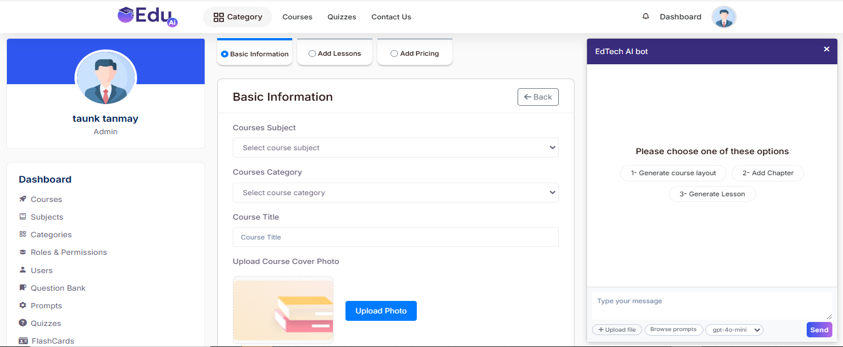 Edu
AI
Category
Courses
Quizzes
Contact Us
Dashboard
taunk tanmay
Admin
Dashboard
Courses
Subjects
Categories
Roles & Permissions
Users
Question Bank
Prompts
Quizzes
FlashCards
Basic Information
Add Lessons
Add Pricing
Basic Information
← Back
Courses Subject
Select course subject
Courses Category
Select course category
Course Title
Course Title
Upload Course Cover Photo
Upload Photo
EdTech AI bot
×
Please choose one of these options
1- Generate course layout
2- Add Chapter
3- Generate Lesson
Type your message
+ Upload file
Browse prompts
gpt-4o-mini
Send